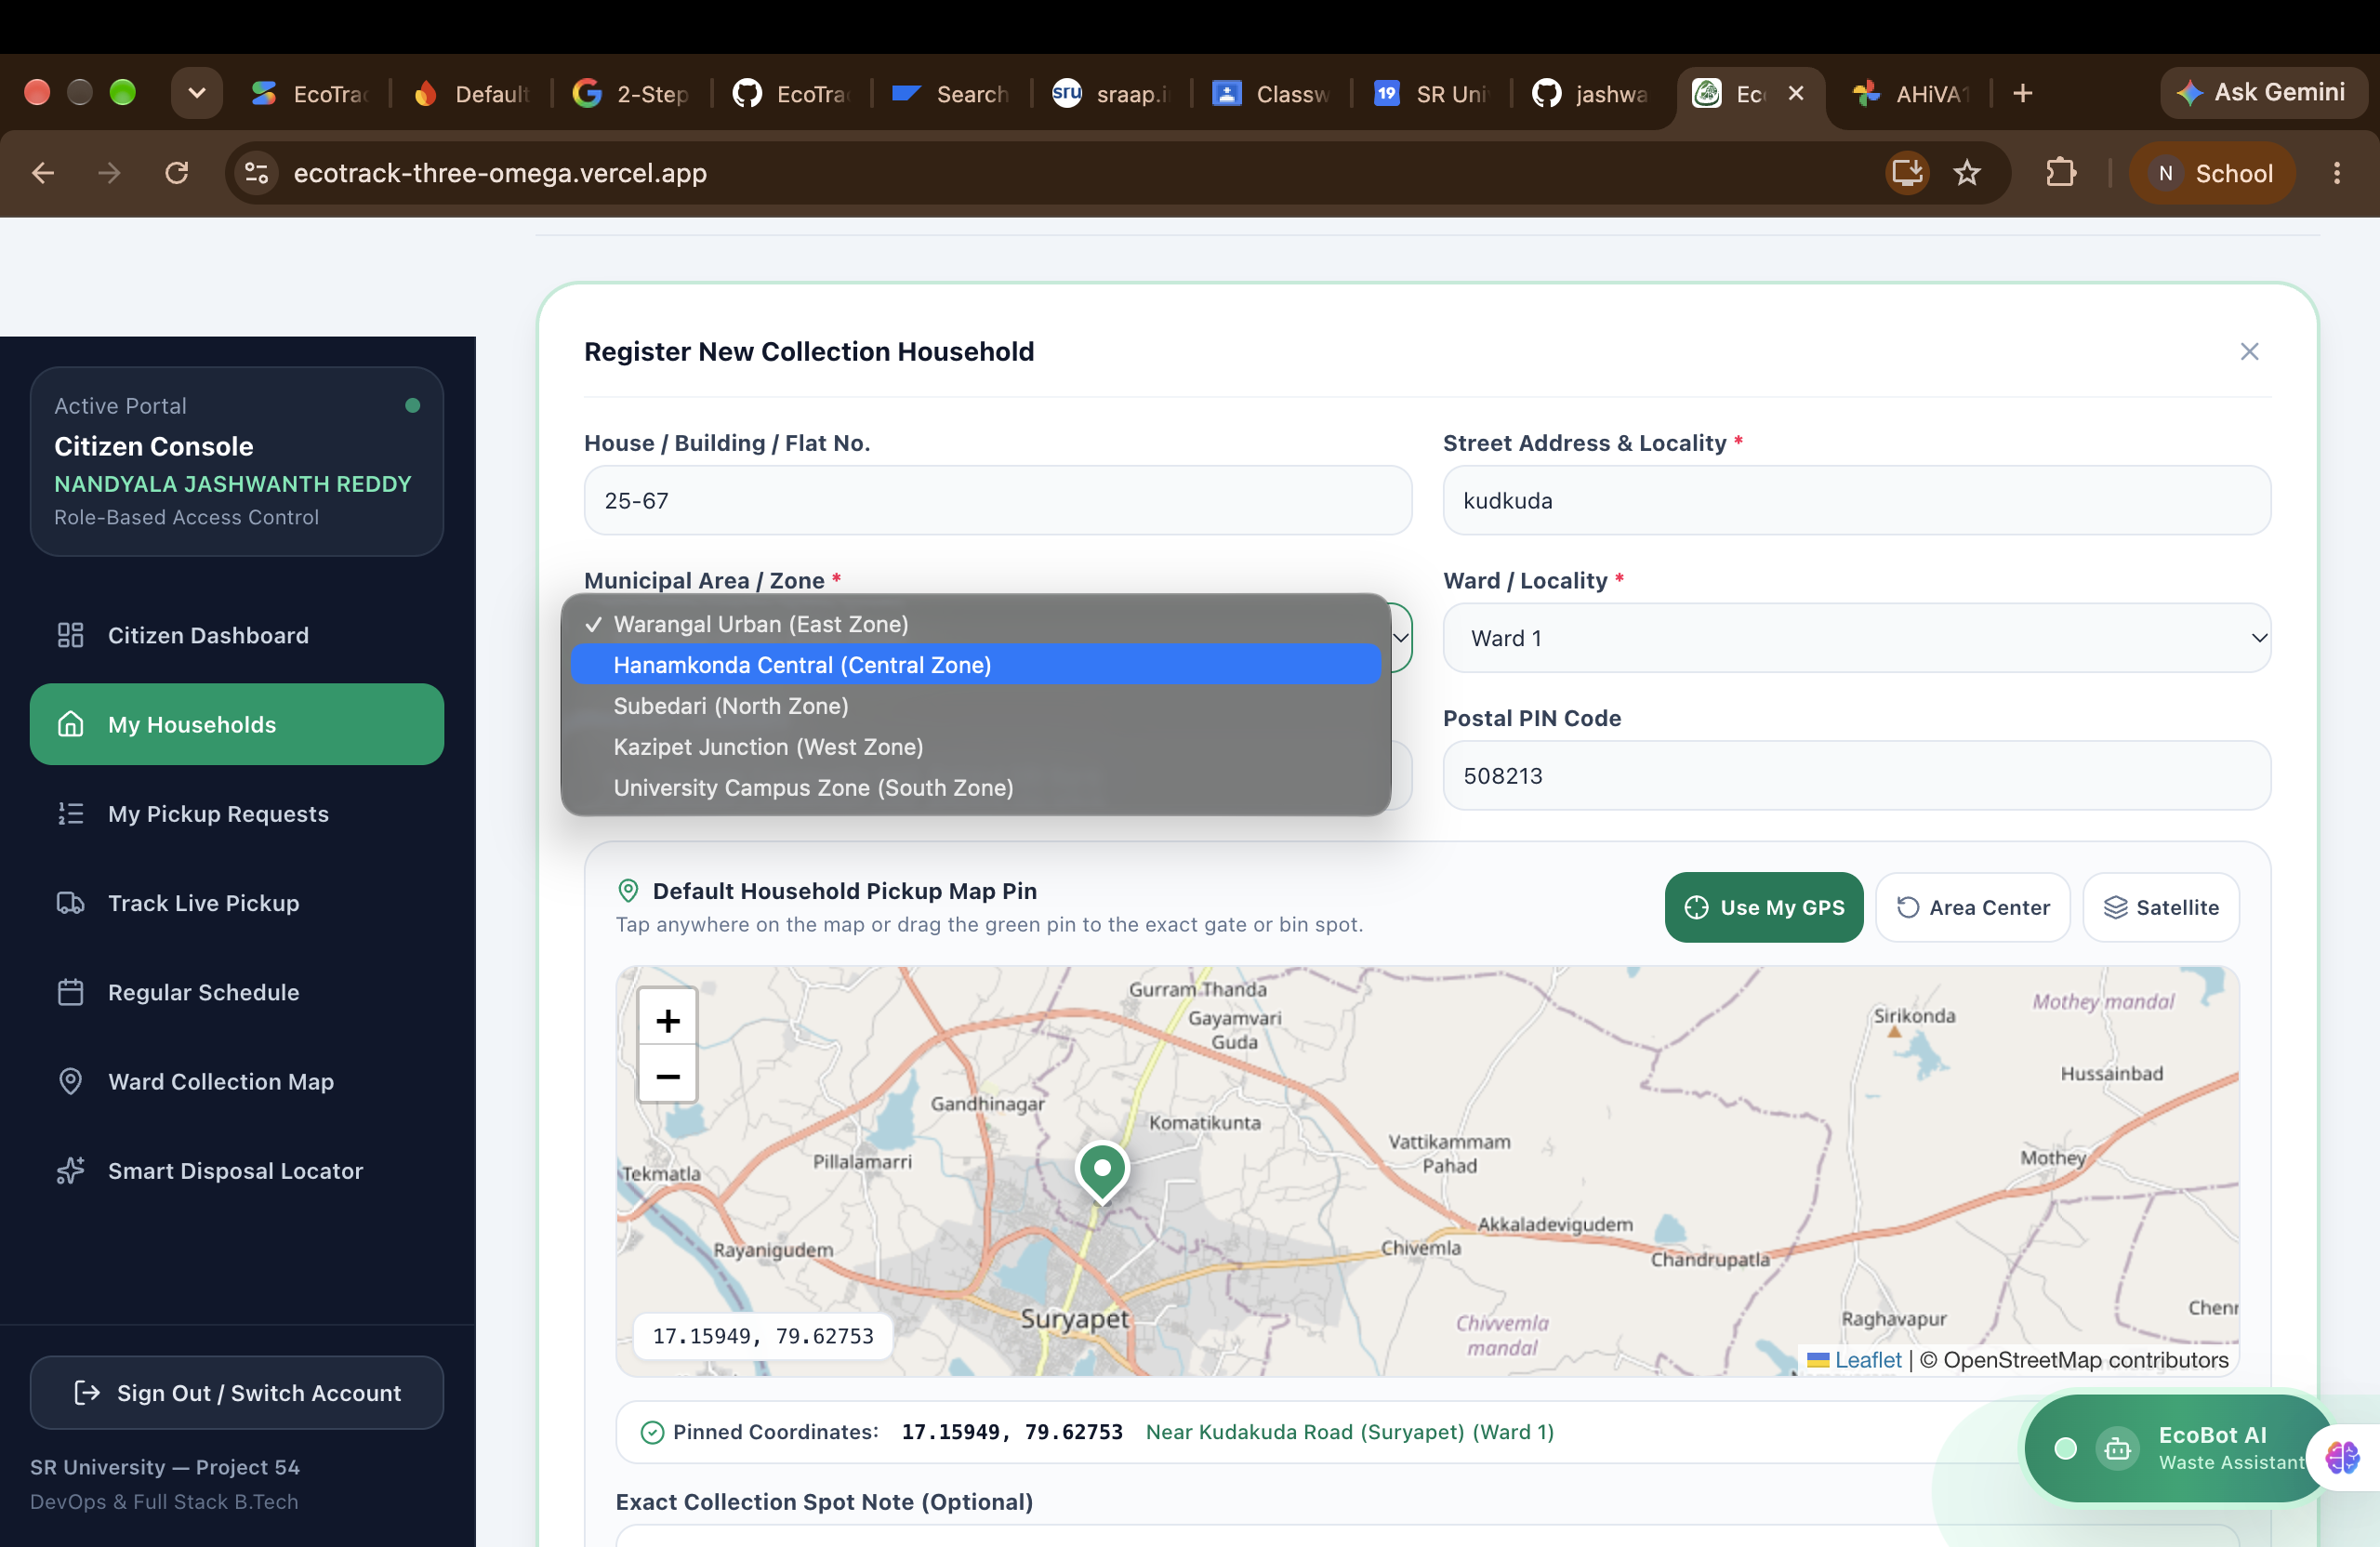 EcoTrac
Default
2-Step
EcoTra
Search
sraap.i
Classw
19
SR Uni
jashwa
Ec
AHiVA1
Ask Gemini
ecotrack-three-omega.vercel.app
N
School
Active Portal
Citizen Console
NANDYALA JASHWANTH REDDY
Role-Based Access Control
Citizen Dashboard
My Households
My Pickup Requests
Track Live Pickup
Regular Schedule
Ward Collection Map
Smart Disposal Locator
Sign Out / Switch Account
SR University — Project 54
DevOps & Full Stack B.Tech
Register New Collection Household
House / Building / Flat No.
25-67
Street Address & Locality *
kudkuda
Municipal Area / Zone *
✓ Warangal Urban (East Zone)
Hanamkonda Central (Central Zone)
Subedari (North Zone)
Kazipet Junction (West Zone)
University Campus Zone (South Zone)
Ward / Locality *
Ward 1
Postal PIN Code
508213
Default Household Pickup Map Pin
Tap anywhere on the map or drag the green pin to the exact gate or bin spot.
Use My GPS
Area Center
Satellite
+
−
Gurram Thanda
Gayamvari
Guda
Sirikonda
Mothey mandal
Hussainbad
Gandhinagar
Komatikunta
Vattikammam
Pahad
Pillalamarri
Tekmatla
Mothey
Akkaladevigudem
Rayanigudem
Chivemla
Chandrupatla
Suryapet
Chivvemla
mandal
Raghavapur
Chenn
17.15949, 79.62753
Leaflet | © OpenStreetMap contributors
Pinned Coordinates: 17.15949, 79.62753 Near Kudakuda Road (Suryapet) (Ward 1)
Exact Collection Spot Note (Optional)
EcoBot AI
Waste Assistant